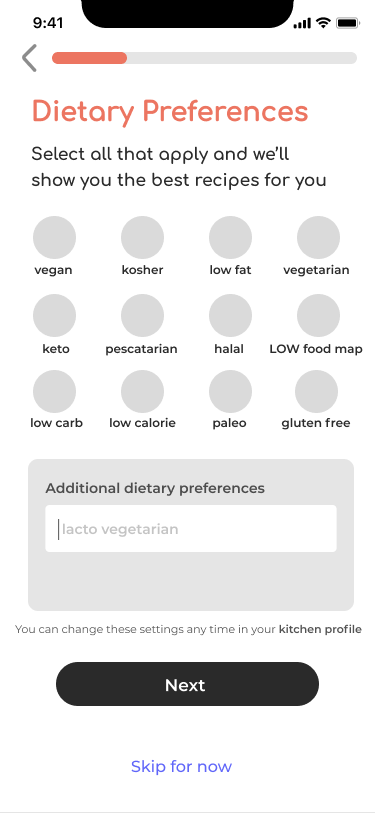 9:41
Dietary Preferences
Select all that apply and we'll
show you the best recipes for you
vegan kosher low fat vegetarian
keto pescatarian halal LOW food map
low carb low calorie paleo gluten free
Additional dietary preferences
lacto vegetarian
You can change these settings any time in your kitchen profile
Next
Skip for now